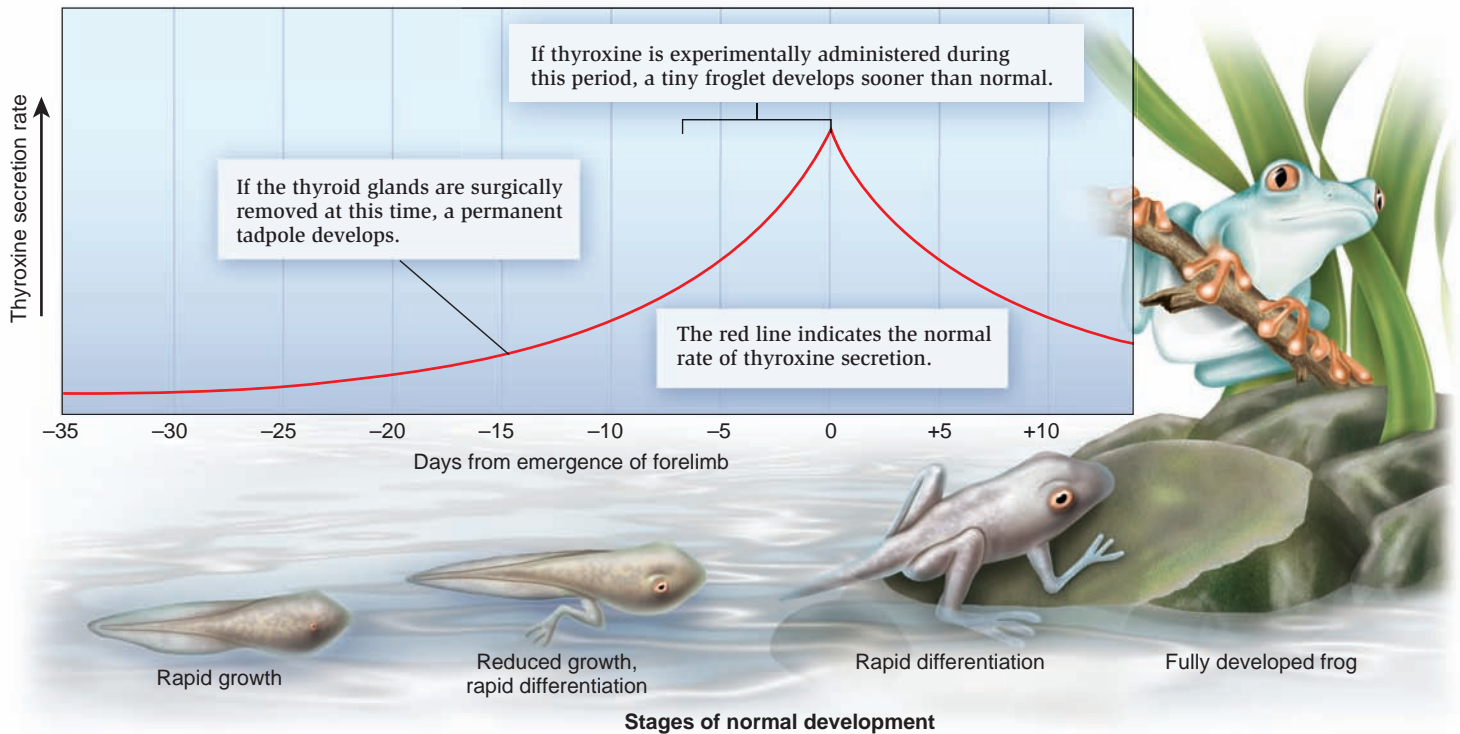 If thyroxine is experimentally administered during
this period, a tiny froglet develops sooner than normal.
Thyroxine secretion rate
If the thyroid glands are surgically
removed at this time, a permanent
tadpole develops.
The red line indicates the normal
rate of thyroxine secretion.
–35 –30 –25 –20 –15 –10 –5 0 +5 +10
Days from emergence of forelimb
Rapid growth
Reduced growth,
rapid differentiation
Rapid differentiation
Fully developed frog
Stages of normal development